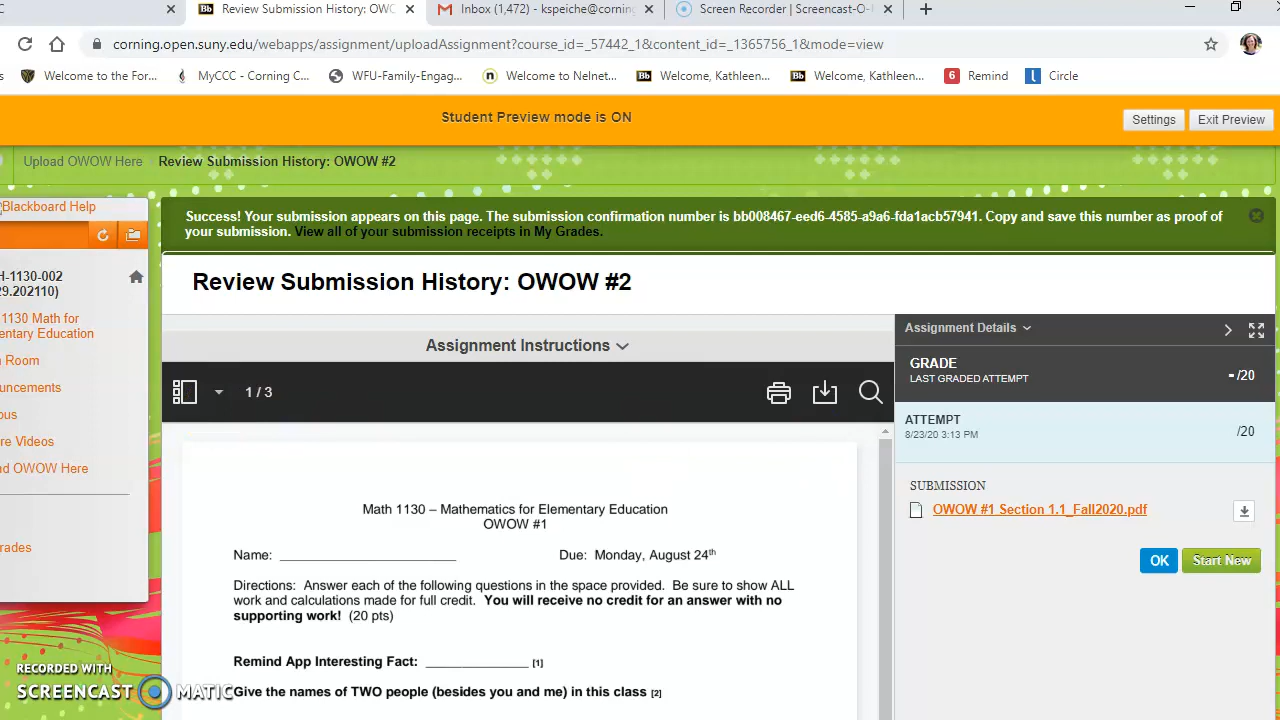 C
Review Submission History: OWO
Inbox (1,472) - kspeiche@corning
Screen Recorder | Screencast-O-
corning.open.suny.edu/webapps/assignment/uploadAssignment?course_id=_57442_1&content_id=_1365756_1&mode=view
s
Welcome to the For...
MyCCC - Corning C...
WFU-Family-Engag...
Welcome to Nelnet...
Welcome, Kathleen...
Welcome, Kathleen...
Remind
Circle
Student Preview mode is ON
Settings
Exit Preview
Upload OWOW Here
Review Submission History: OWOW #2
Blackboard Help
Success! Your submission appears on this page. The submission confirmation number is bb008467-eed6-4585-a9a6-fda1acb57941. Copy and save this number as proof of
your submission. View all of your submission receipts in My Grades.
H-1130-002
29.202110)
1130 Math for
entary Education
Room
uncements
ous
re Videos
d OWOW Here
rades
Review Submission History: OWOW #2
Assignment Instructions
1 / 3
Assignment Details
GRADE
LAST GRADED ATTEMPT
- /20
ATTEMPT
8/23/20 3:13 PM
/20
SUBMISSION
OWOW #1 Section 1.1_Fall2020.pdf
OK
Start New
Math 1130 – Mathematics for Elementary Education
OWOW #1
Name: ________________________ Due: Monday, August 24th
Directions: Answer each of the following questions in the space provided. Be sure to show ALL
work and calculations made for full credit. You will receive no credit for an answer with no
supporting work! (20 pts)
Remind App Interesting Fact: ______________ [1]
Give the names of TWO people (besides you and me) in this class [2]
RECORDED WITH
SCREENCAST MATIC